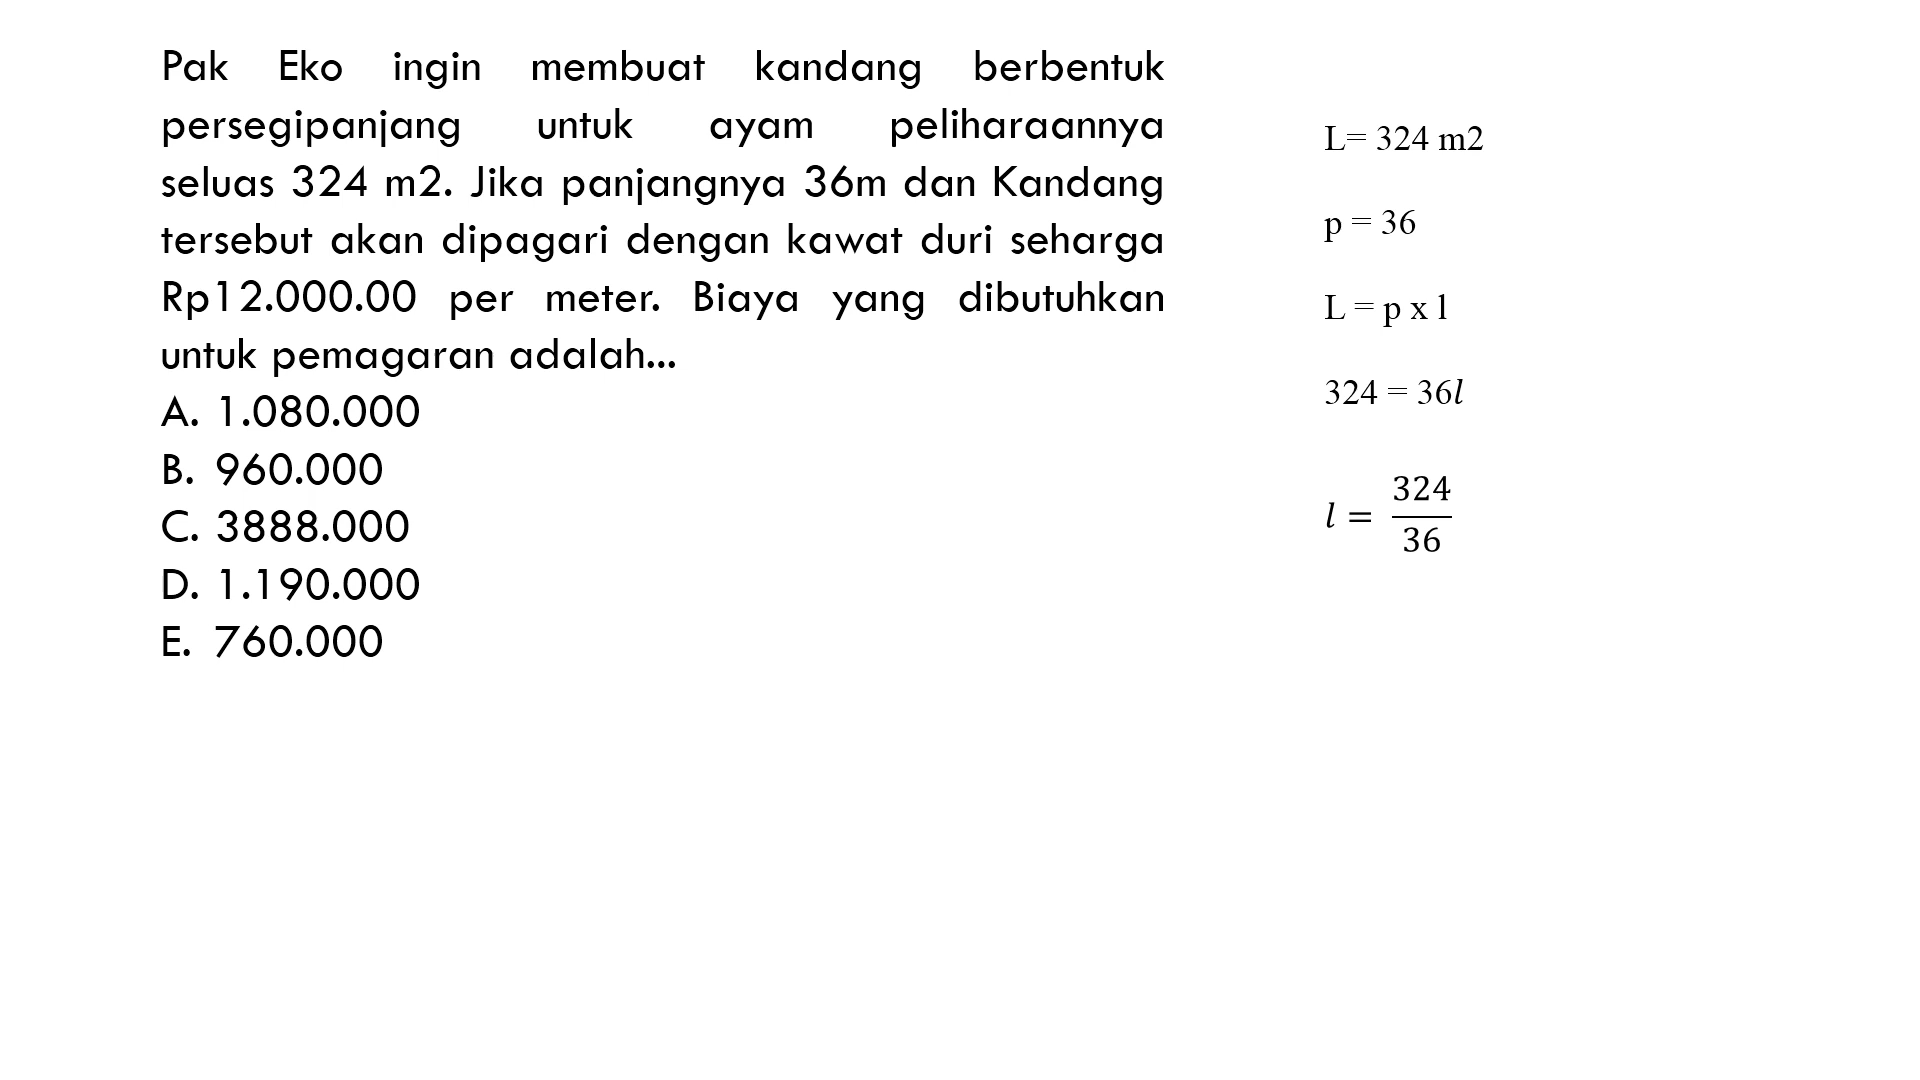 Pak Eko ingin membuat kandang berbentuk
persegipanjang untuk ayam peliharaannya
seluas 324 m2. Jika panjangnya 36m dan Kandang
tersebut akan dipagari dengan kawat duri seharga
Rp12.000.00 per meter. Biaya yang dibutuhkan
untuk pemagaran adalah...
A. 1.080.000
B. 960.000
C. 3888.000
D. 1.190.000
E. 760.000
L= 324 m2
p = 36
L = p x l
324 = 36l
l = 324/36